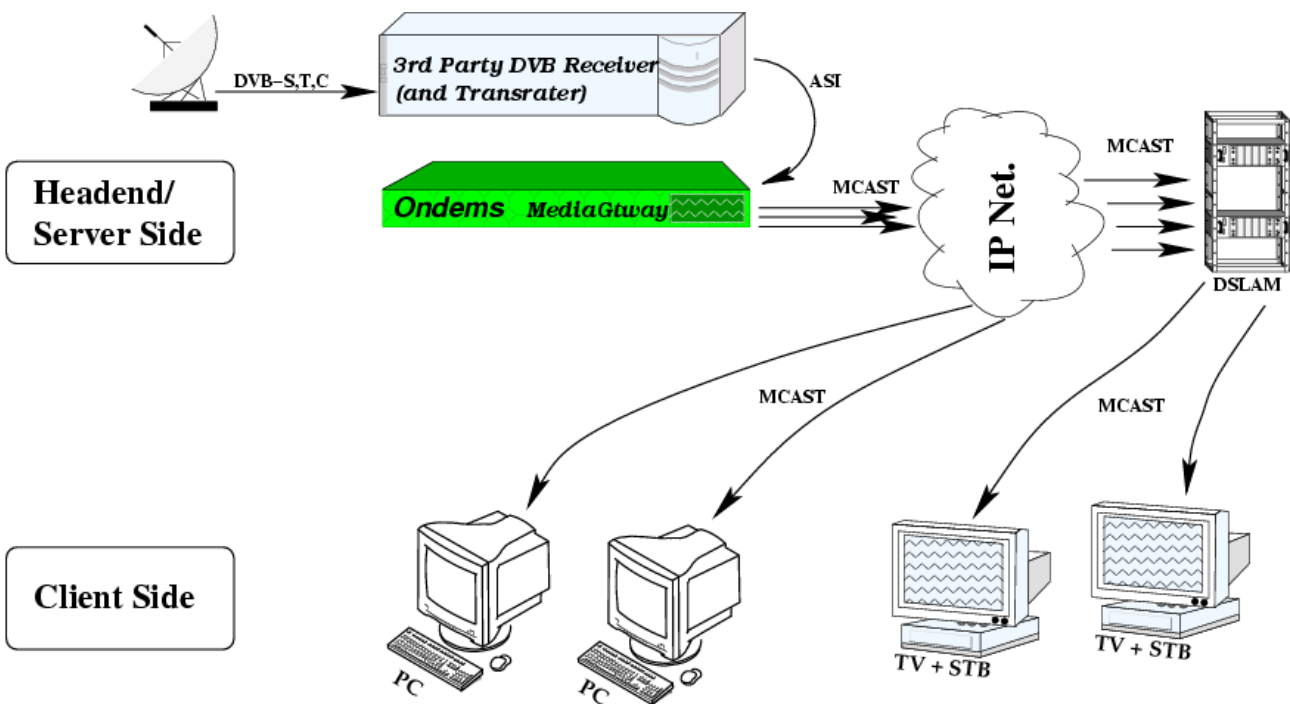 DVB-S,T,C
3rd Party DVB Receiver
(and Transrater)
ASI
Headend/
Server Side
Ondems MediaGtway
MCAST
IP Net.
MCAST
DSLAM
MCAST
MCAST
Client Side
PC
PC
TV + STB
TV + STB